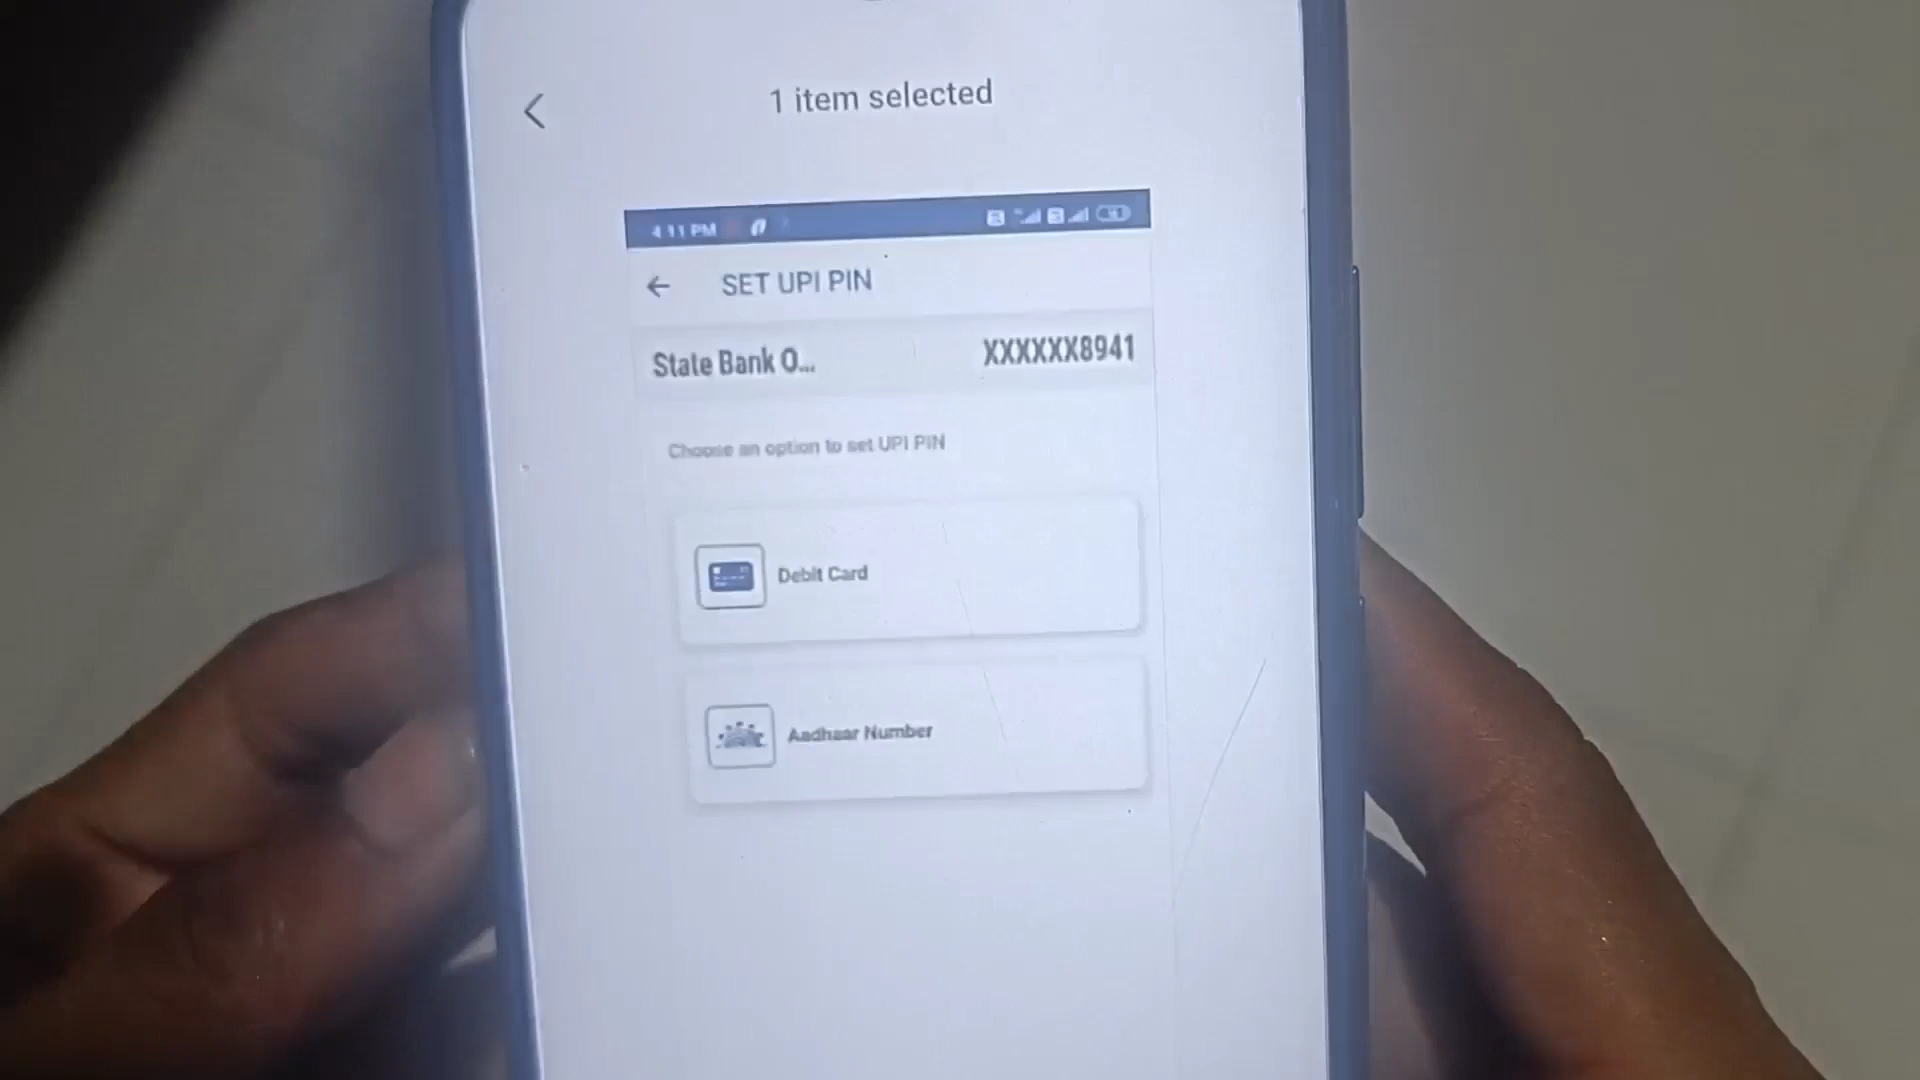 1 item selected
4:11 PM
SET UPI PIN
State Bank O... XXXXXX8941
Choose an option to set UPI PIN
Debit Card
Aadhaar Number